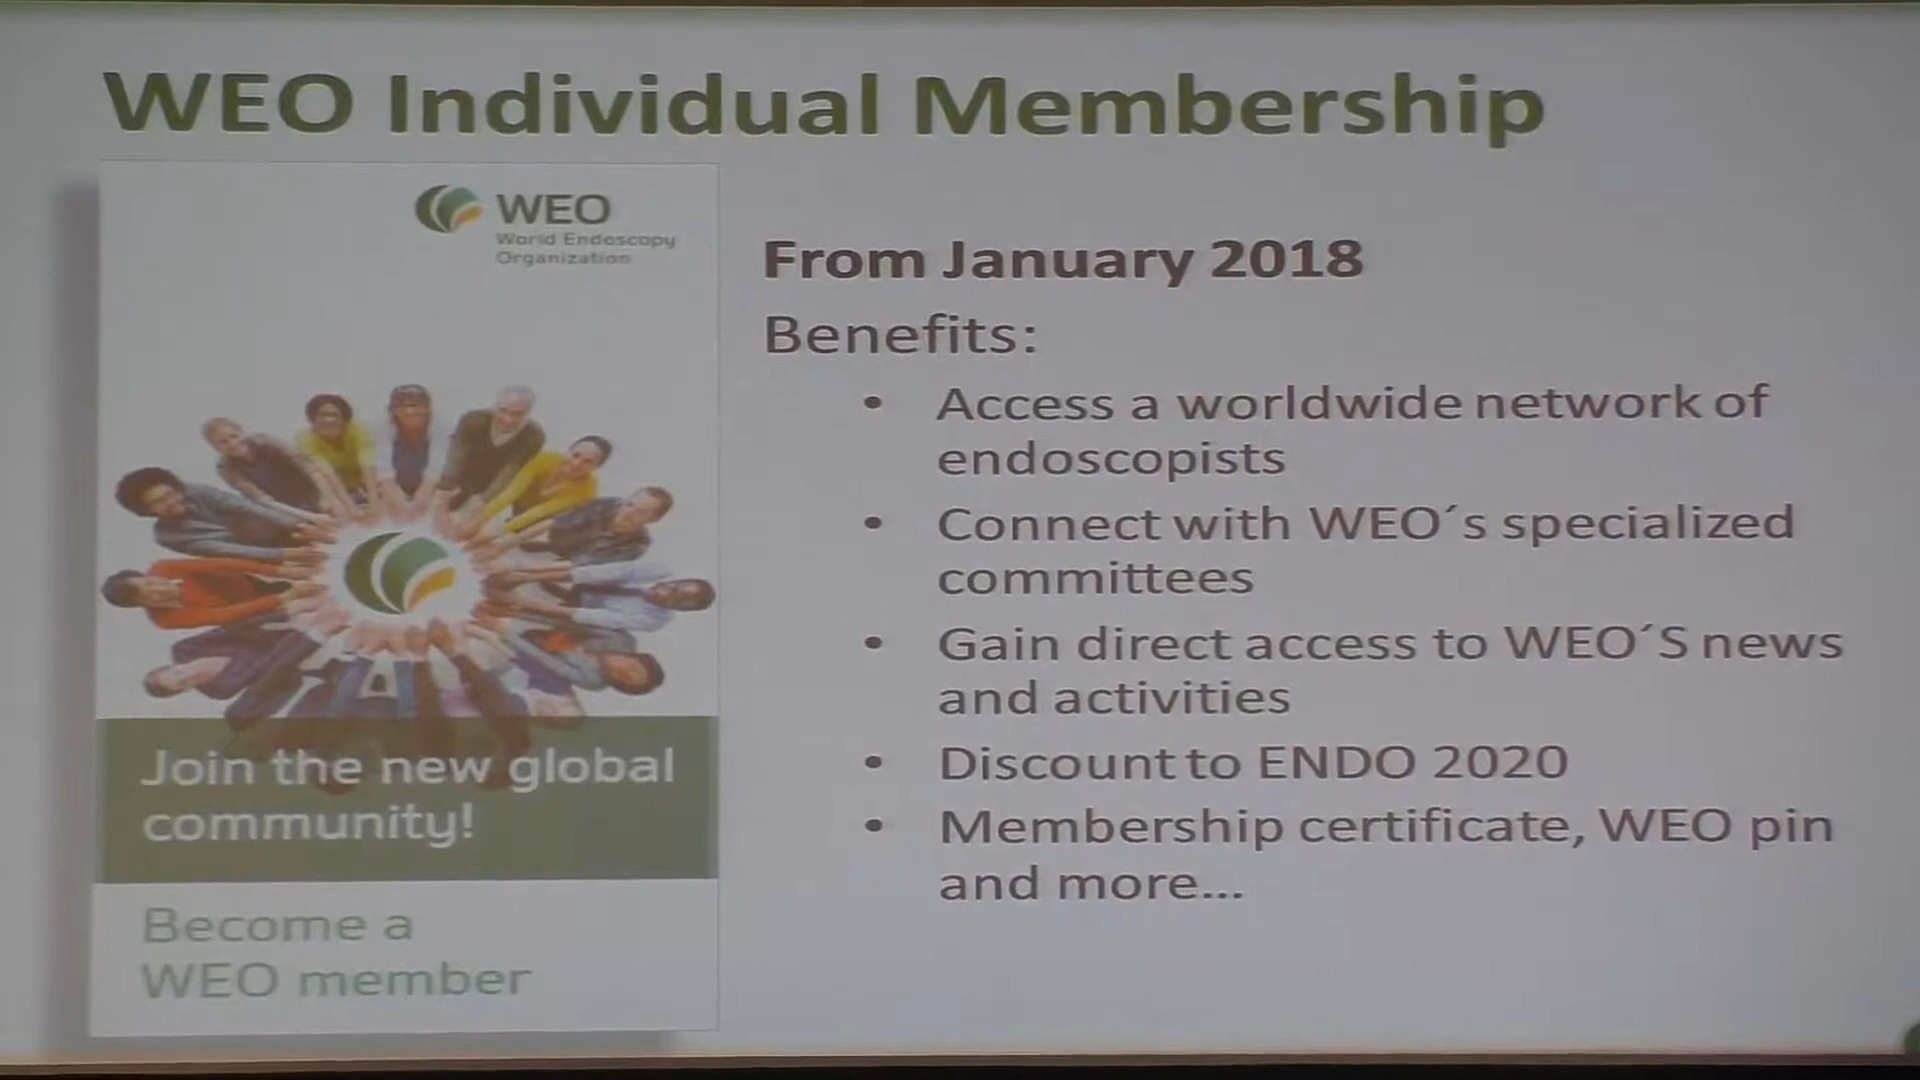 WEO Individual Membership
WEO
World Endoscopy
Organization
Join the new global
community!
Become a
WEO member
From January 2018
Benefits:
• Access a worldwide network of
endoscopists
• Connect with WEO´s specialized
committees
• Gain direct access to WEO´S news
and activities
• Discount to ENDO 2020
• Membership certificate, WEO pin
and more...